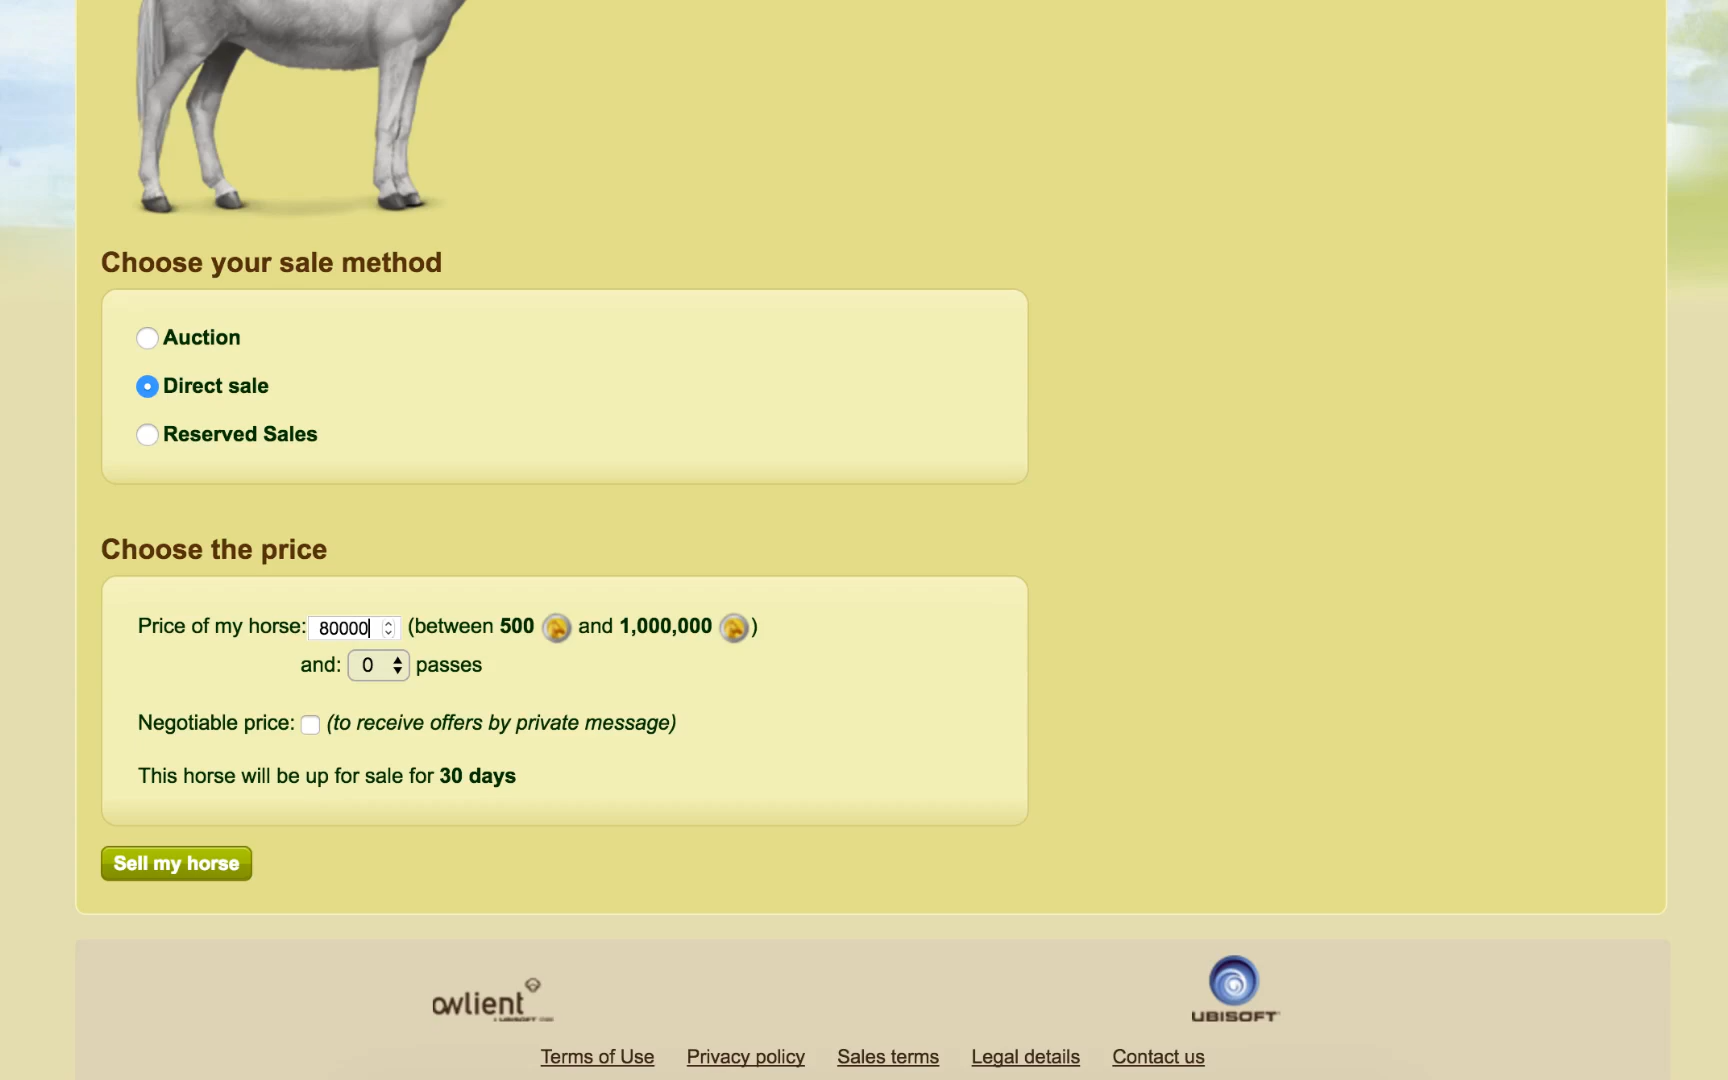 Choose your sale method
Auction
Direct sale
Reserved Sales
Choose the price
Price of my horse: 80000 (between 500 and 1,000,000 )
and: 0 passes
Negotiable price: (to receive offers by private message)
This horse will be up for sale for 30 days
Sell my horse
owlient
UBISOFT
Terms of Use Privacy policy Sales terms Legal details Contact us